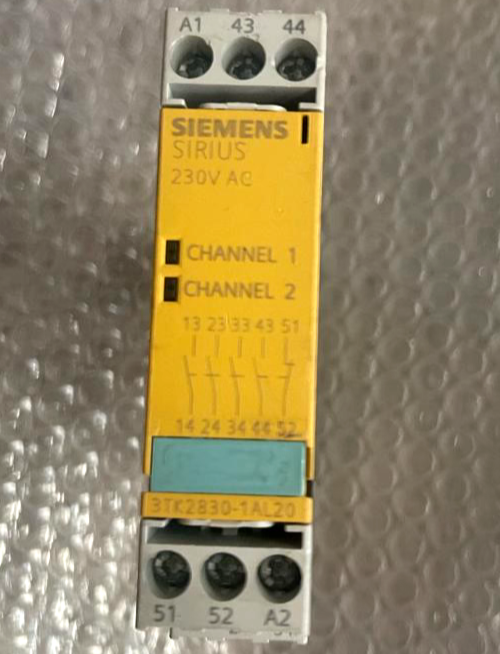 A1 43 44
SIEMENS
SIRIUS
230V AC
CHANNEL 1
CHANNEL 2
13 23 33 43 51
14 24 34 44 52
3TK2830-1AL20
51 52 A2